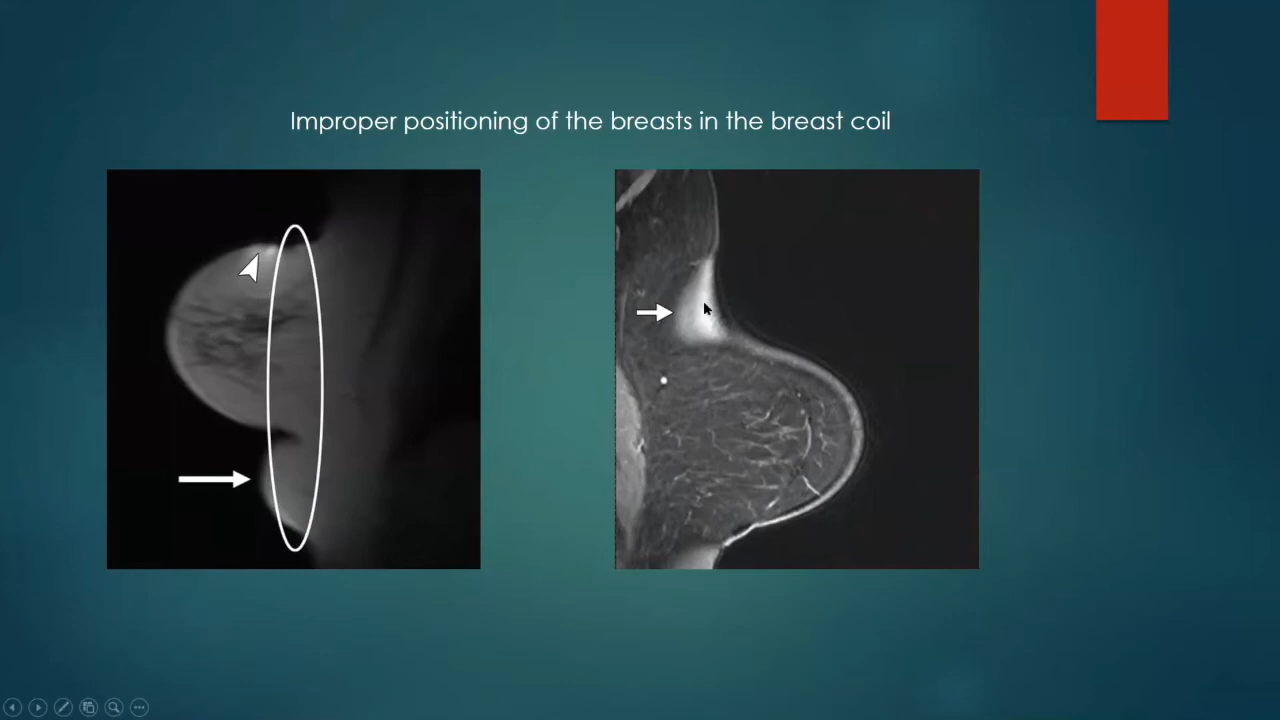 Improper positioning of the breasts in the breast coil